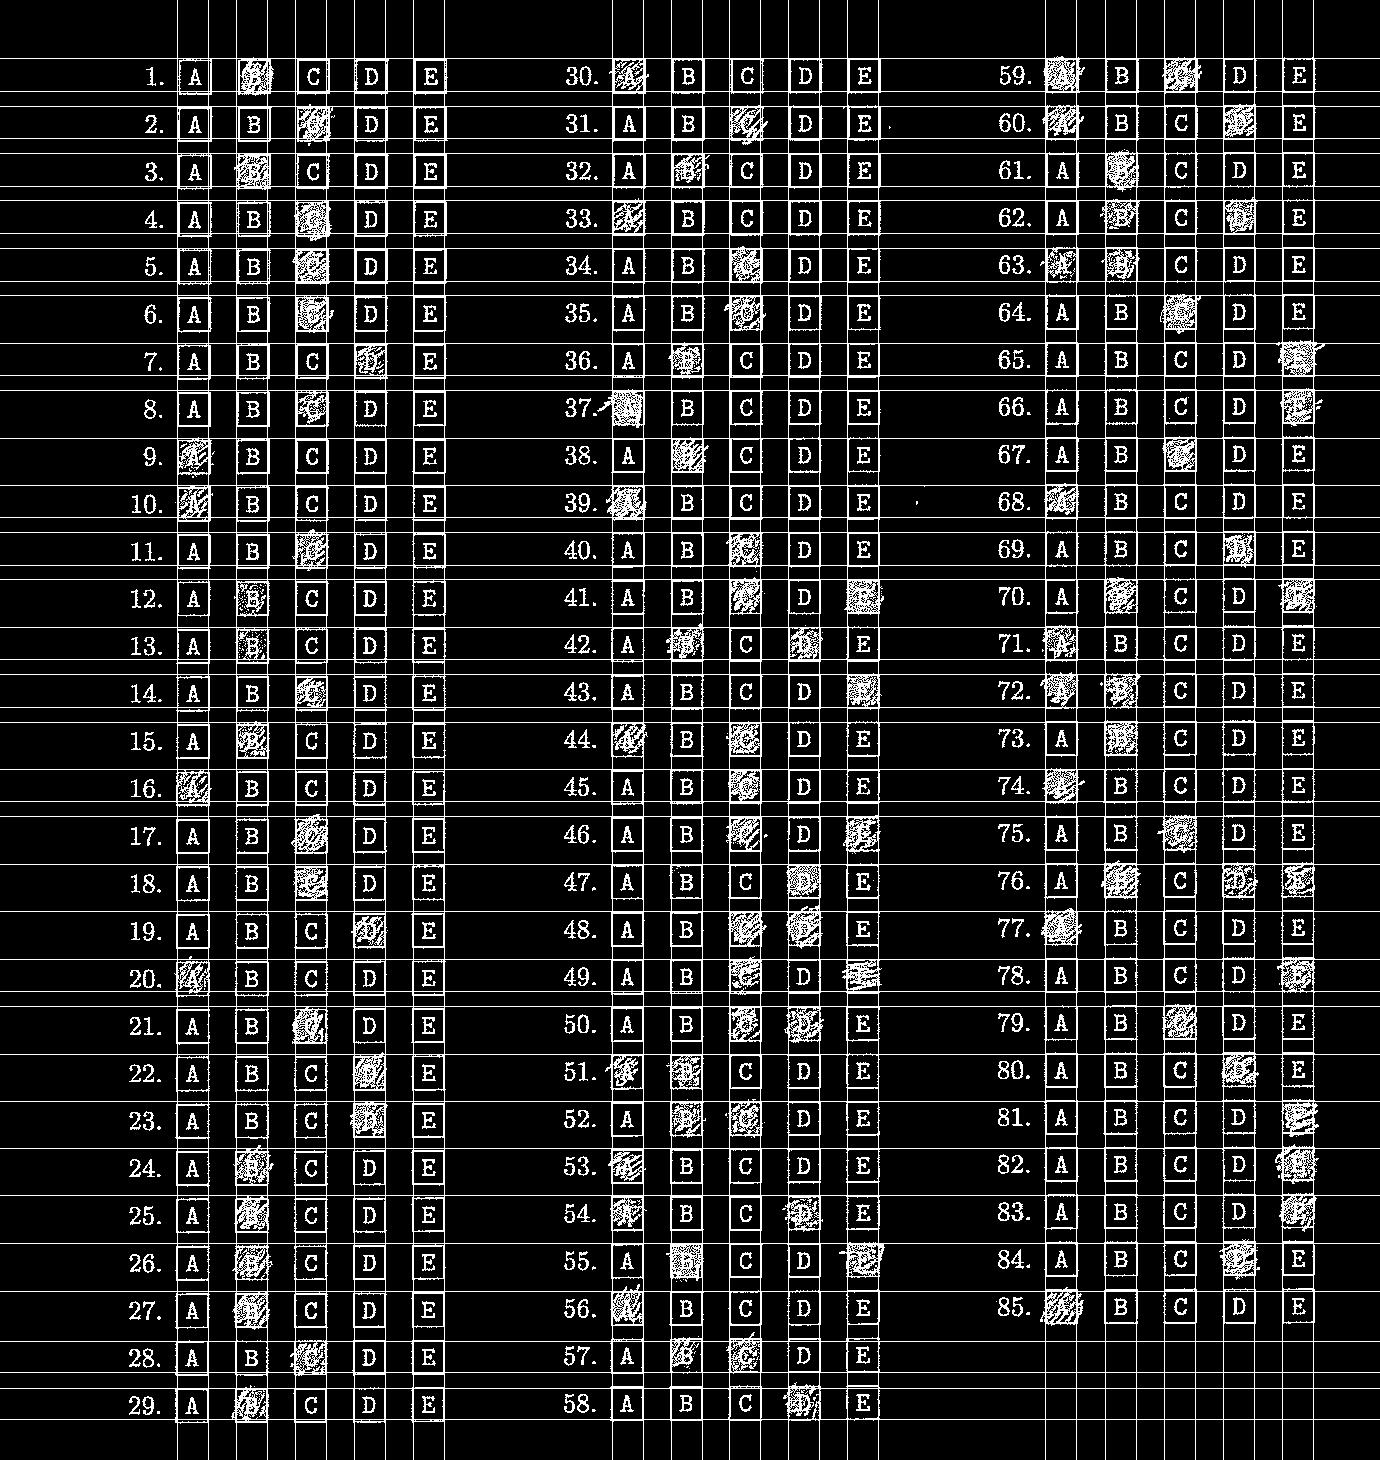 1. A C D E
2. A B D E
3. A C D E
4. A B D E
5. A B D E
6. A B D E
7. A B C E
8. A B D E
9. B C D E
10. B C D E
11. A B D E
12. A B C D E
13. A B C D E
14. A B D E
15. A C D E
16. B C D E
17. A B D E
18. A B D E
19. A B C E
20. A B C D E
21. A B D E
22. A B C E
23. A B C E
24. A C D E
25. A C D E
26. A C D E
27. A C D E
28. A B D E
29. A C D E
30. B C D E
31. A B D E
32. A C D E
33. B C D E
34. A B D E
35. A B D E
36. A C D E
37. B C D E
38. A C D E
39. B C D E
40. A B C D E
41. A B D
42. A C E
43. A B C D
44. B D E
45. A B D E
46. A B D
47. A B C E
48. A B E
49. A B D
50. A B E
51. C D E
52. A D E
53. B C D E
54. B C E
55. A C D
56. B C D E
57. A D E
58. A B C E
59. B D E
60. B C E
61. A C D E
62. A C E
63. C D E
64. A B D E
65. A B C D
66. A B C D
67. A B D E
68. B C D E
69. A B C E
70. A C D
71. B C D E
72. C D E
73. A C D E
74. B C D E
75. A B D E
76. A C
77. B C D E
78. A B C D
79. A B D E
80. A B C E
81. A B C D
82. A B C D
83. A B C D
84. A B C E
85. B C D E